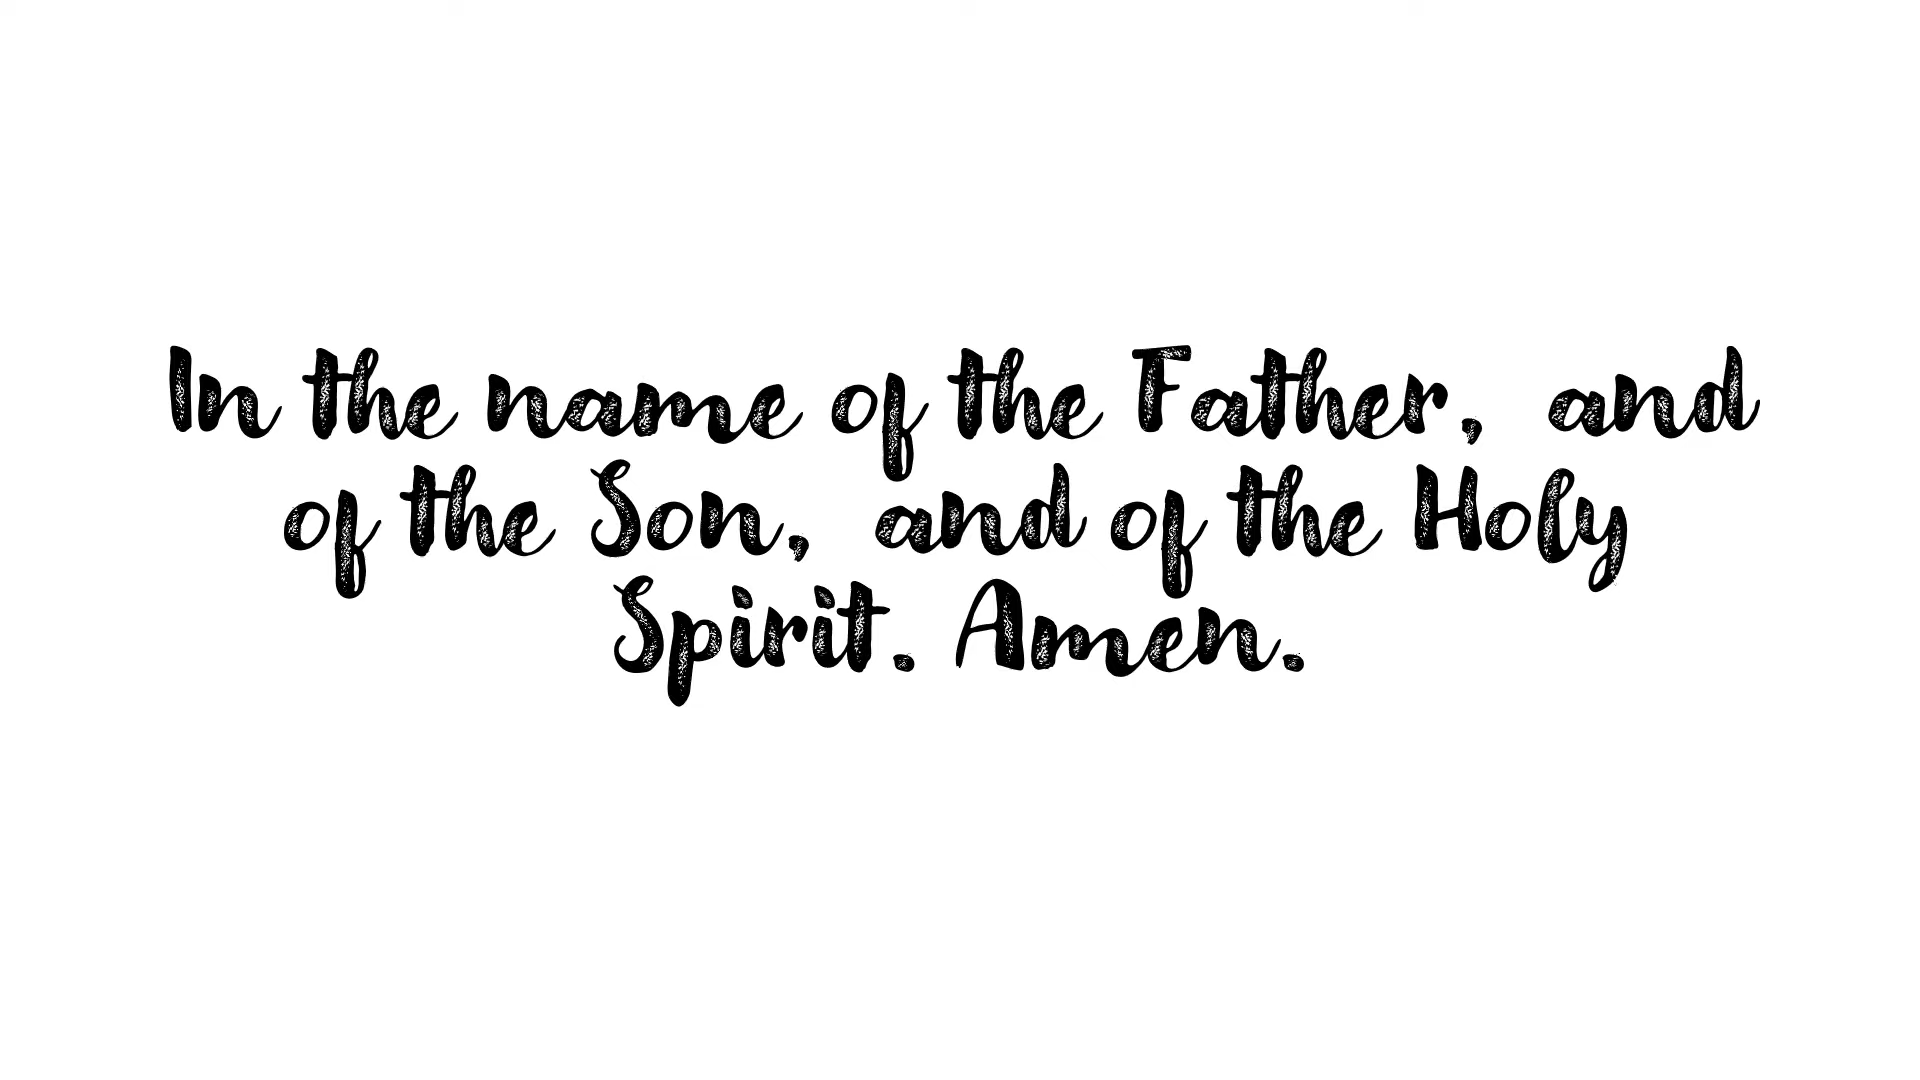 In the name of the Father, and
of the Son, and of the Holy
Spirit. Amen.